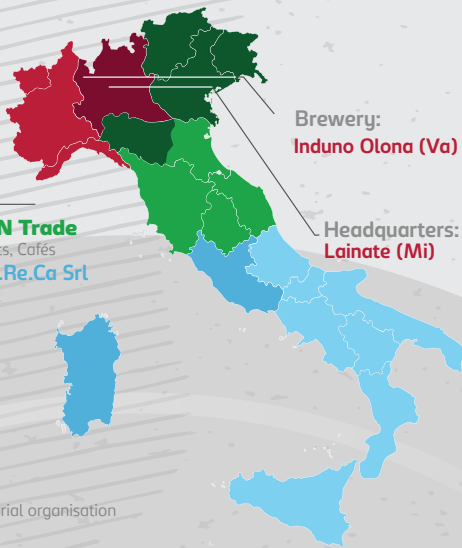 Brewery:
Induno Olona (Va)
N Trade
Headquarters:
Lainate (Mi)
s, Cafés
.Re.Ca Srl
rial organisation